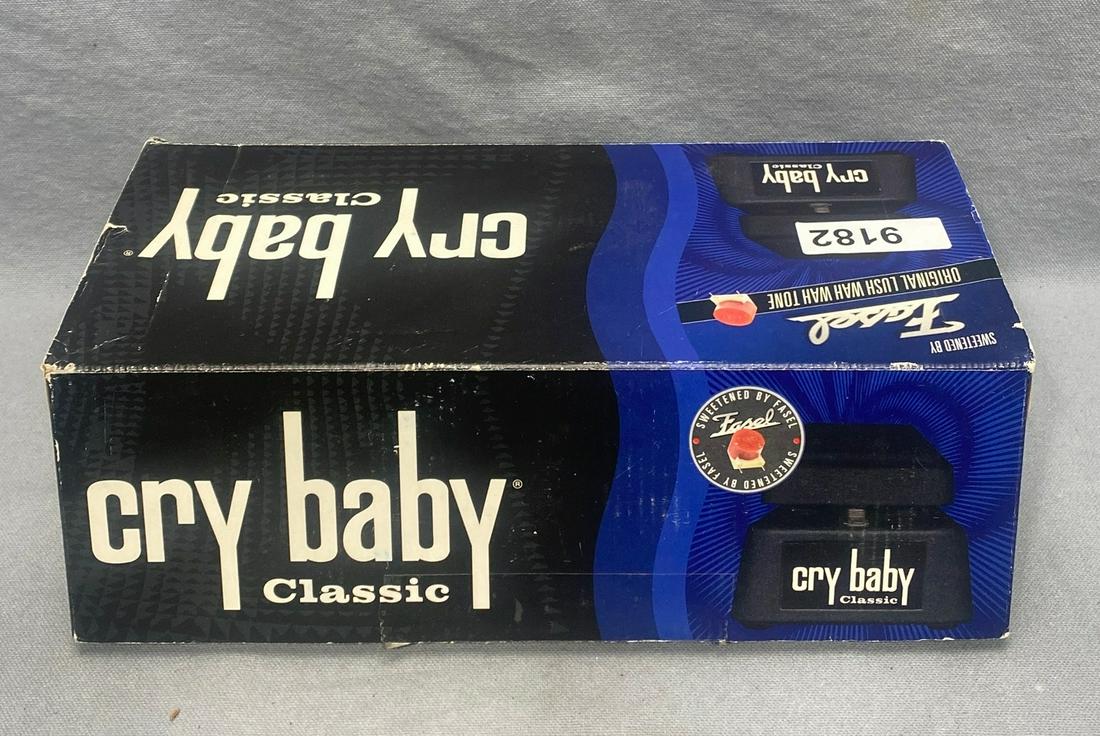 cry baby
Classic
®
cry baby
Classic
9182
ORIGINAL LUSH WAH WAH TONE
Fasel
SWEETENED BY
cry baby®
Classic
SWEETENED BY FASEL
Fasel
SWEETENED BY FASEL
cry baby
Classic